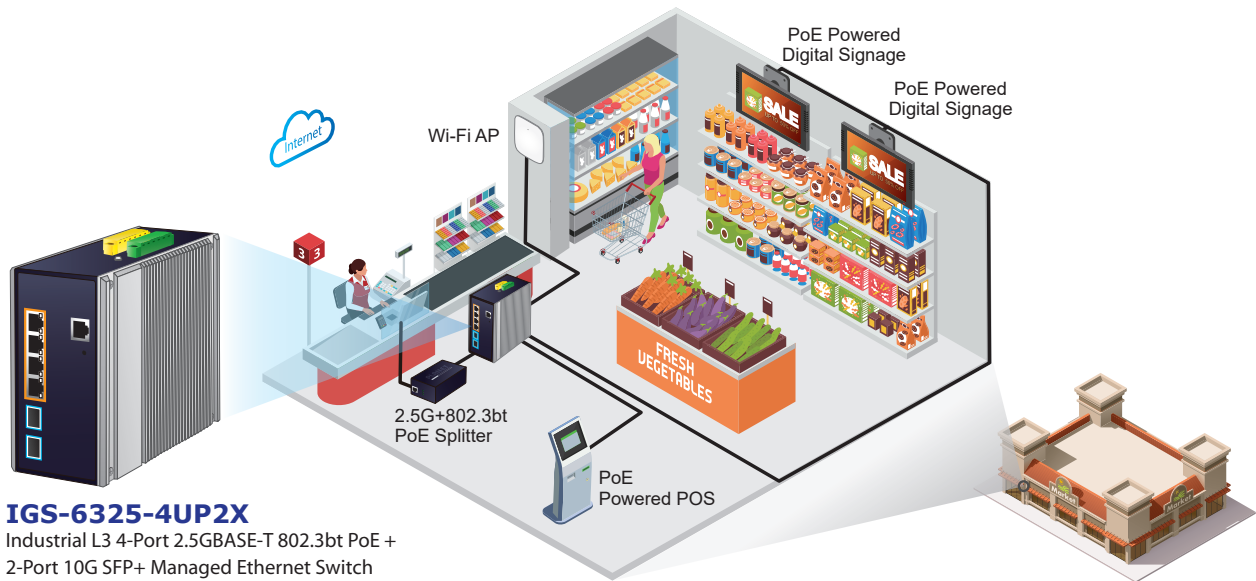 PoE Powered
Digital Signage
PoE Powered
Digital Signage
Internet
Wi-Fi AP
SALE
SALE
3 3
FRESH
VEGETABLES
2.5G+802.3bt
PoE Splitter
PoE
Powered POS
Market
Market
IGS-6325-4UP2X
Industrial L3 4-Port 2.5GBASE-T 802.3bt PoE +
2-Port 10G SFP+ Managed Ethernet Switch